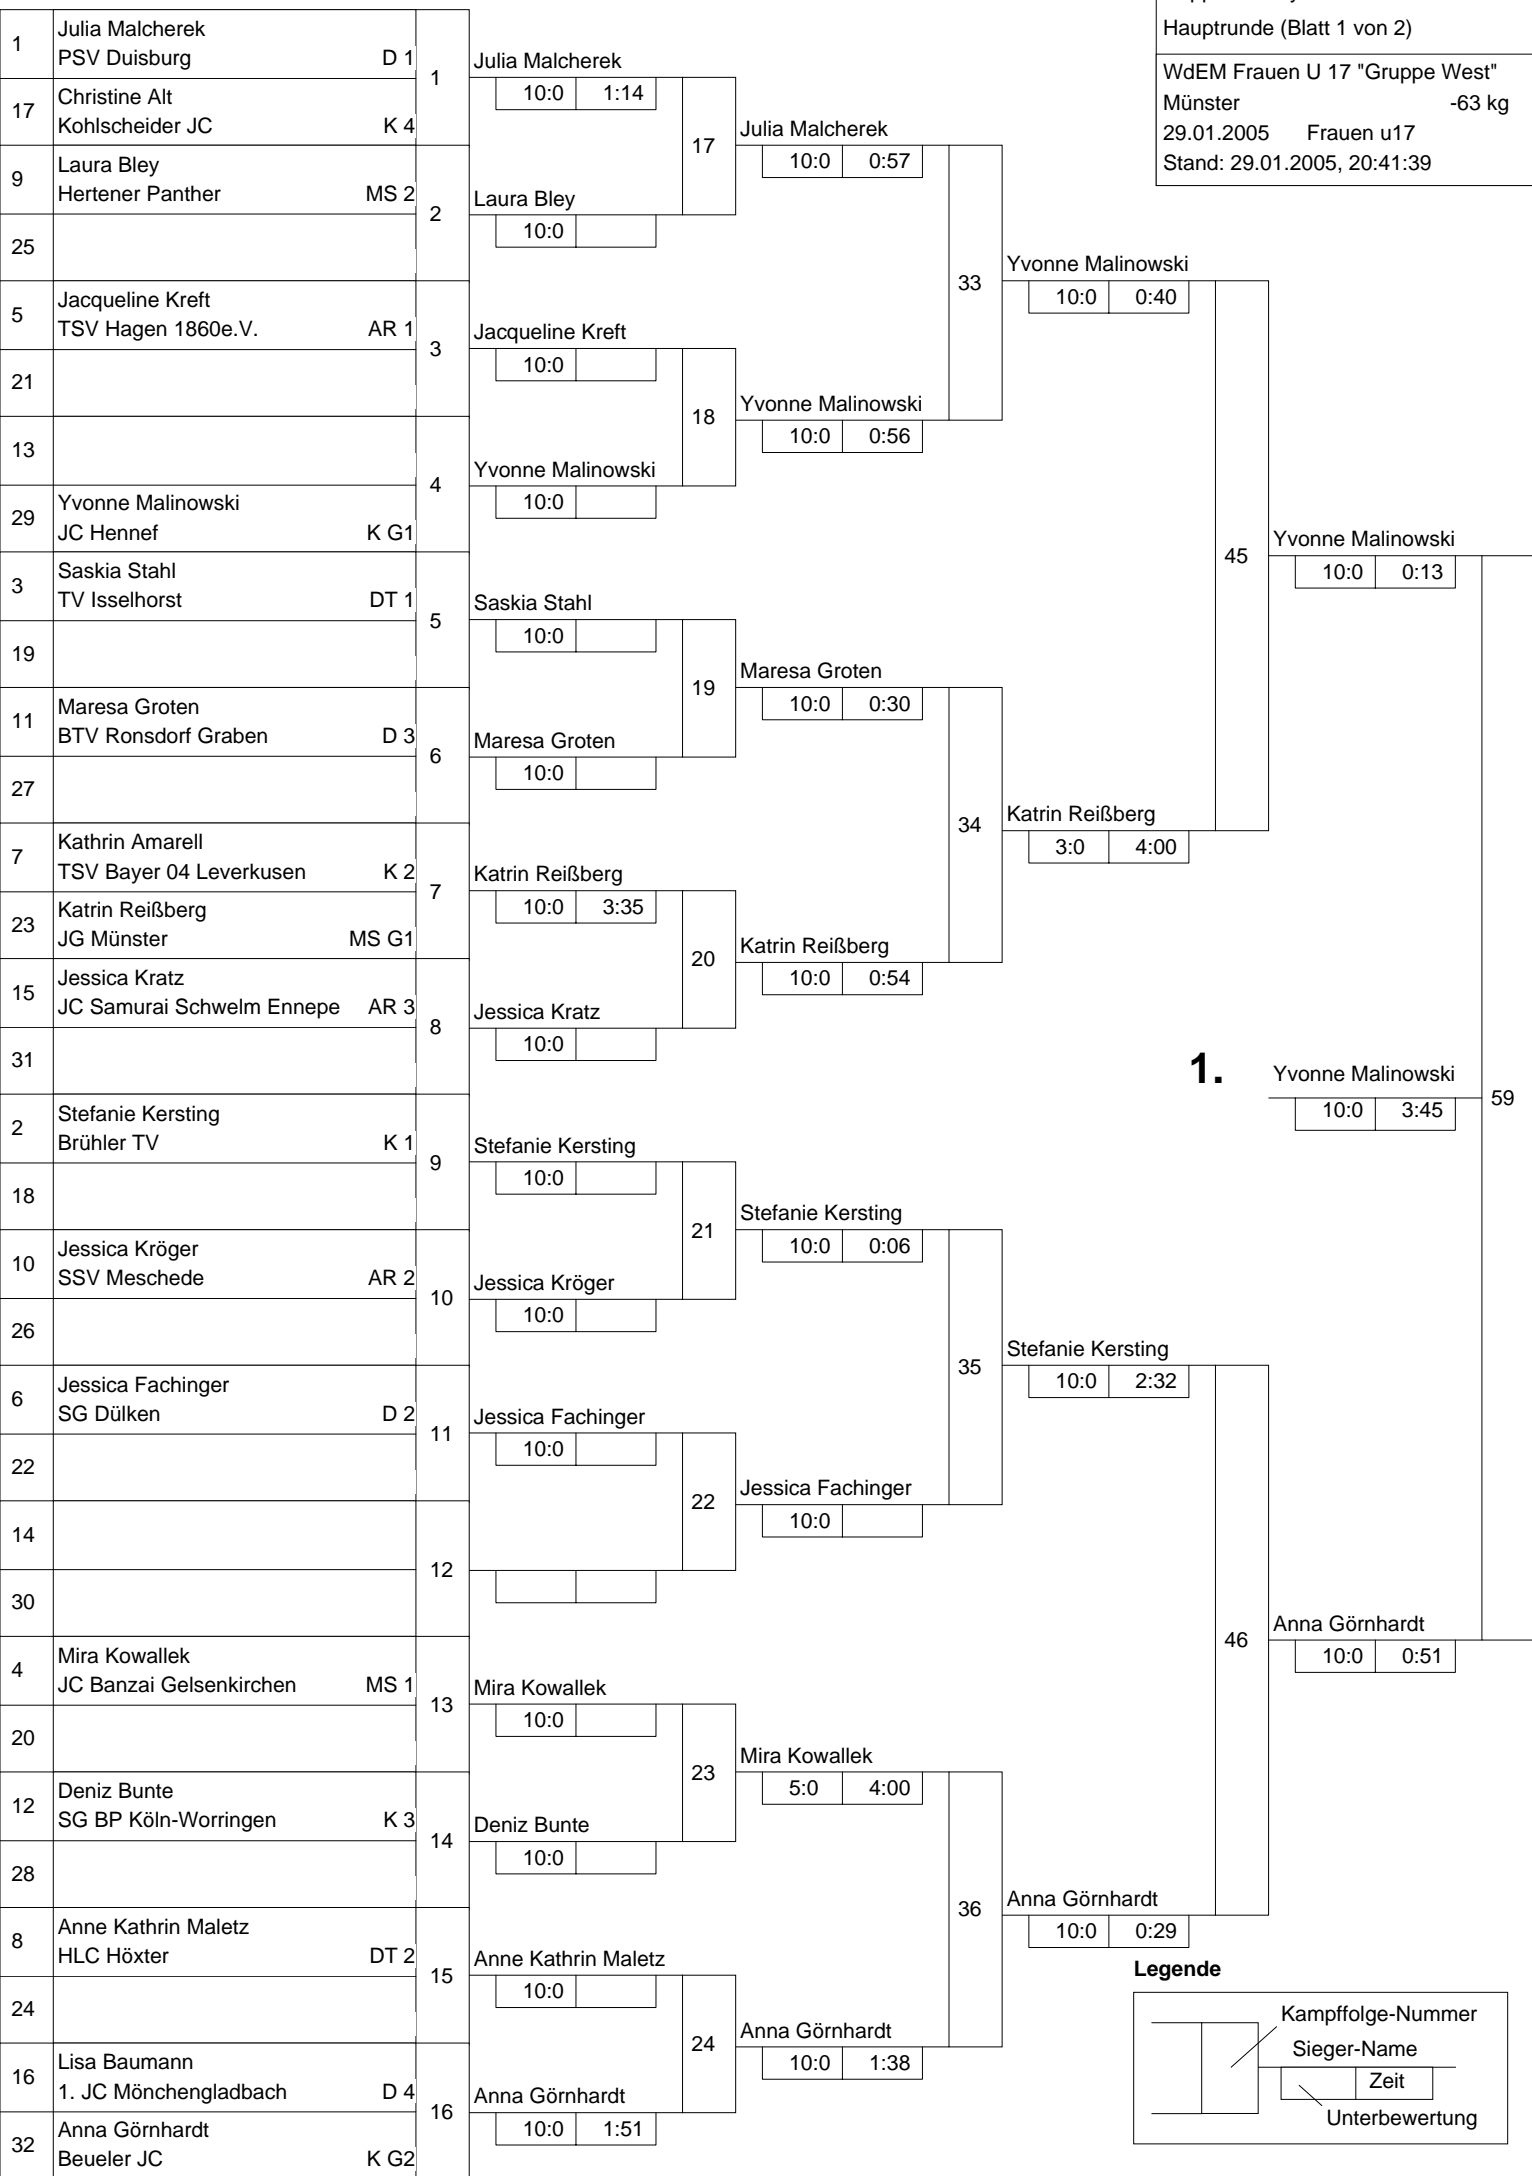 Hauptrunde (Blatt 1 von 2)
WdEM Frauen U 17 "Gruppe West"
Münster -63 kg
29.01.2005 Frauen u17
Stand: 29.01.2005, 20:41:39
1 Julia Malcherek
PSV Duisburg D 1
17 Christine Alt
Kohlscheider JC K 4
9 Laura Bley
Hertener Panther MS 2
25
5 Jacqueline Kreft
TSV Hagen 1860e.V. AR 1
21
13
29 Yvonne Malinowski
JC Hennef K G1
3 Saskia Stahl
TV Isselhorst DT 1
19
11 Maresa Groten
BTV Ronsdorf Graben D 3
27
7 Kathrin Amarell
TSV Bayer 04 Leverkusen K 2
23 Katrin Reißberg
JG Münster MS G1
15 Jessica Kratz
JC Samurai Schwelm Ennepe AR 3
31
2 Stefanie Kersting
Brühler TV K 1
18
10 Jessica Kröger
SSV Meschede AR 2
26
6 Jessica Fachinger
SG Dülken D 2
22
14
30
4 Mira Kowallek
JC Banzai Gelsenkirchen MS 1
20
12 Deniz Bunte
SG BP Köln-Worringen K 3
28
8 Anne Kathrin Maletz
HLC Höxter DT 2
24
16 Lisa Baumann
1. JC Mönchengladbach D 4
32 Anna Görnhardt
Beueler JC K G2
1
Julia Malcherek
10:0 1:14
2
Laura Bley
10:0
3
Jacqueline Kreft
10:0
4
Yvonne Malinowski
10:0
5
Saskia Stahl
10:0
6
Maresa Groten
10:0
7
Katrin Reißberg
10:0 3:35
8
Jessica Kratz
10:0
9
Stefanie Kersting
10:0
10
Jessica Kröger
10:0
11
Jessica Fachinger
10:0
12
13
Mira Kowallek
10:0
14
Deniz Bunte
10:0
15
Anne Kathrin Maletz
10:0
16
Anna Görnhardt
10:0 1:51
17
Julia Malcherek
10:0 0:57
18
Yvonne Malinowski
10:0 0:56
19
Maresa Groten
10:0 0:30
20
Katrin Reißberg
10:0 0:54
21
Stefanie Kersting
10:0 0:06
22
Jessica Fachinger
10:0
23
Mira Kowallek
5:0 4:00
24
Anna Görnhardt
10:0 1:38
33
Yvonne Malinowski
10:0 0:40
34
Katrin Reißberg
3:0 4:00
35
Stefanie Kersting
10:0 2:32
36
Anna Görnhardt
10:0 0:29
45
Yvonne Malinowski
10:0 0:13
46
Anna Görnhardt
10:0 0:51
1. Yvonne Malinowski
10:0 3:45
59
Legende
Kampffolge-Nummer
Sieger-Name
Zeit
Unterbewertung